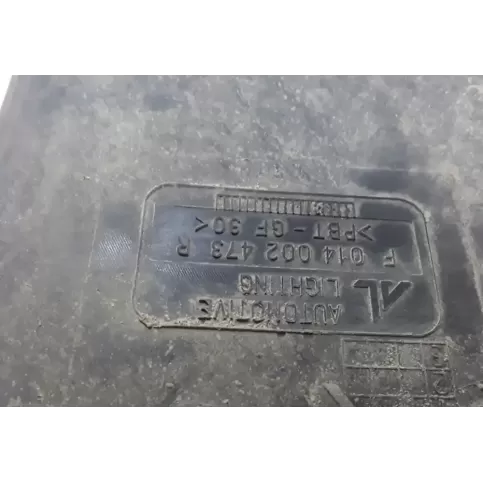 AL AUTOMOTIVE
LIGHTING
F 014 002 473 R
>PBT-GF 30<